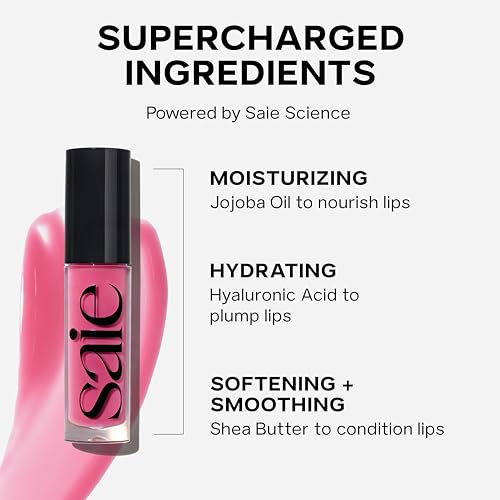 SUPERCHARGED
INGREDIENTS
Powered by Saie Science
saie
MOISTURIZING
Jojoba Oil to nourish lips
HYDRATING
Hyaluronic Acid to
plump lips
SOFTENING +
SMOOTHING
Shea Butter to condition lips